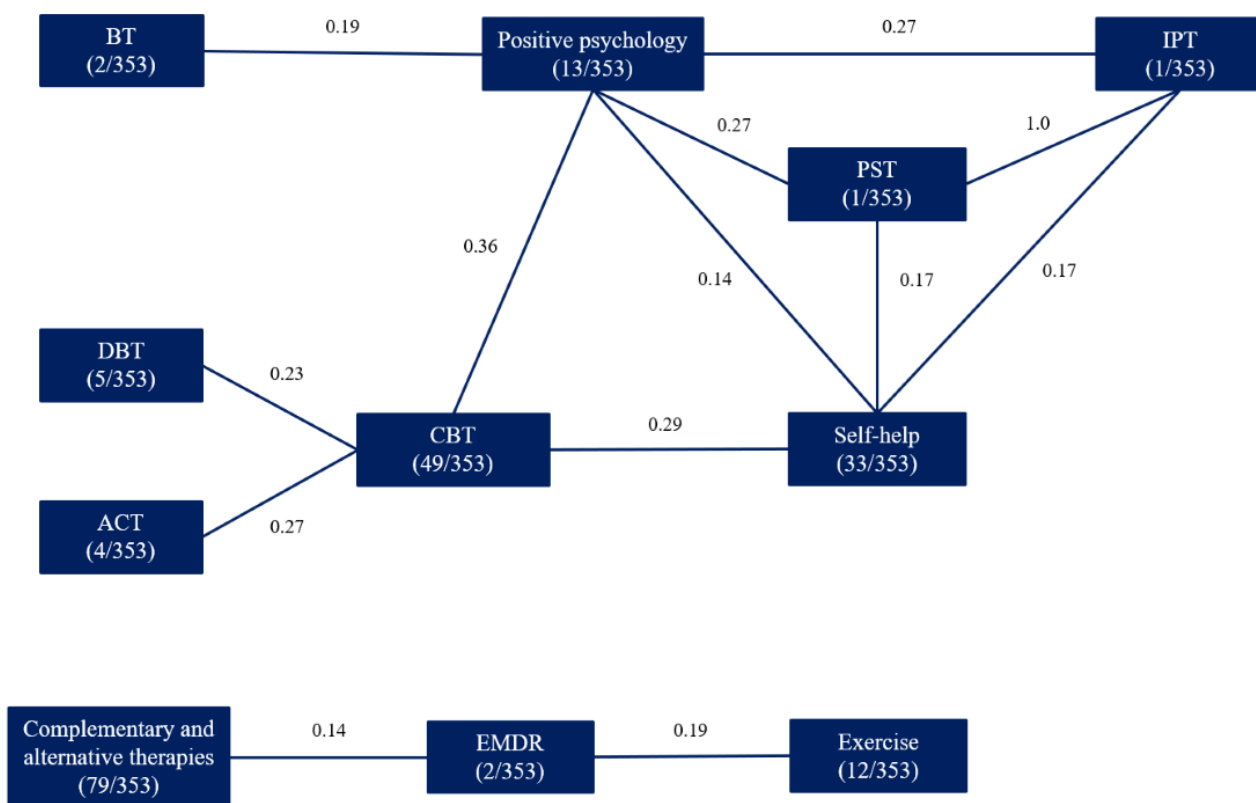 BT
(2/353)
0.19
Positive psychology
(13/353)
0.27
IPT
(1/353)
0.27
1.0
PST
(1/353)
0.36
0.14
0.17
0.17
DBT
(5/353)
0.23
CBT
(49/353)
0.29
Self-help
(33/353)
ACT
(4/353)
0.27
Complementary and
alternative therapies
(79/353)
0.14
EMDR
(2/353)
0.19
Exercise
(12/353)